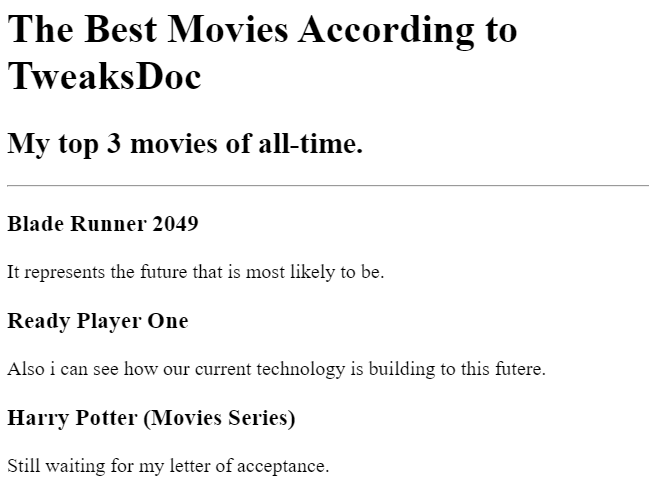 The Best Movies According to
TweaksDoc
My top 3 movies of all-time.
Blade Runner 2049
It represents the future that is most likely to be.
Ready Player One
Also i can see how our current technology is building to this futere.
Harry Potter (Movies Series)
Still waiting for my letter of acceptance.